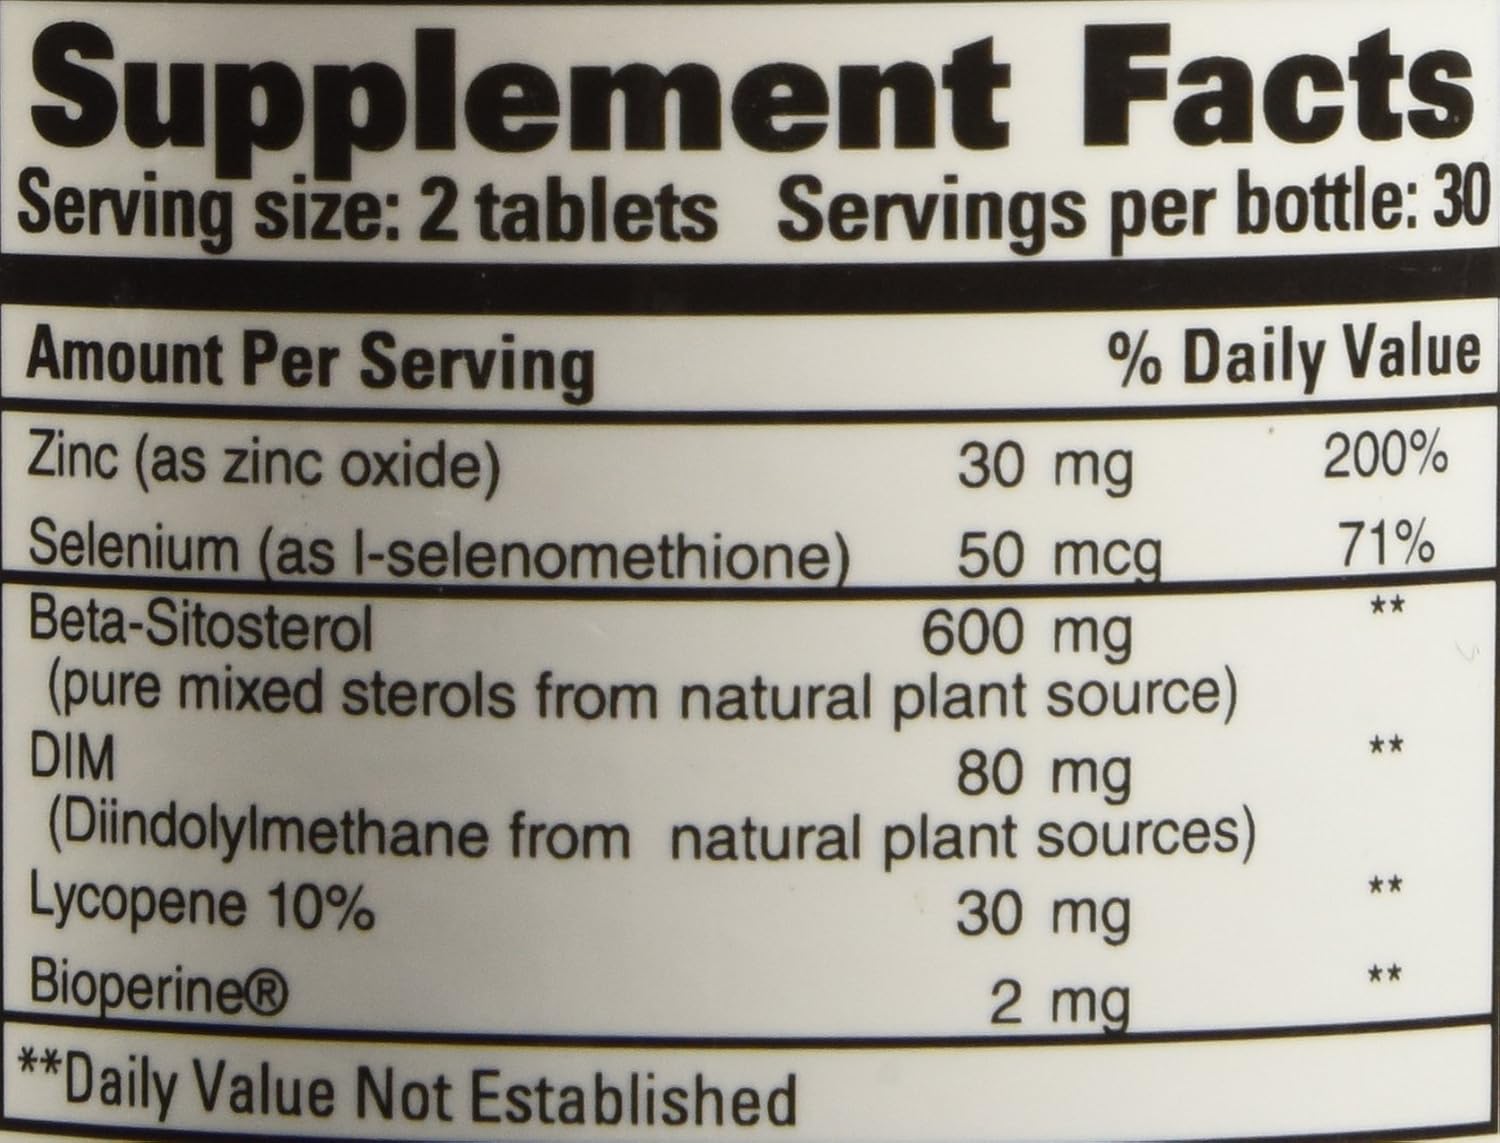 Supplement Facts
Serving size: 2 tablets Servings per bottle: 30
Amount Per Serving % Daily Value
Zinc (as zinc oxide) 30 mg 200%
Selenium (as l-selenomethione) 50 mcg 71%
Beta-Sitosterol 600 mg **
(pure mixed sterols from natural plant source)
DIM 80 mg **
(Diindolylmethane from natural plant sources)
Lycopene 10% 30 mg **
Bioperine® 2 mg **
**Daily Value Not Established